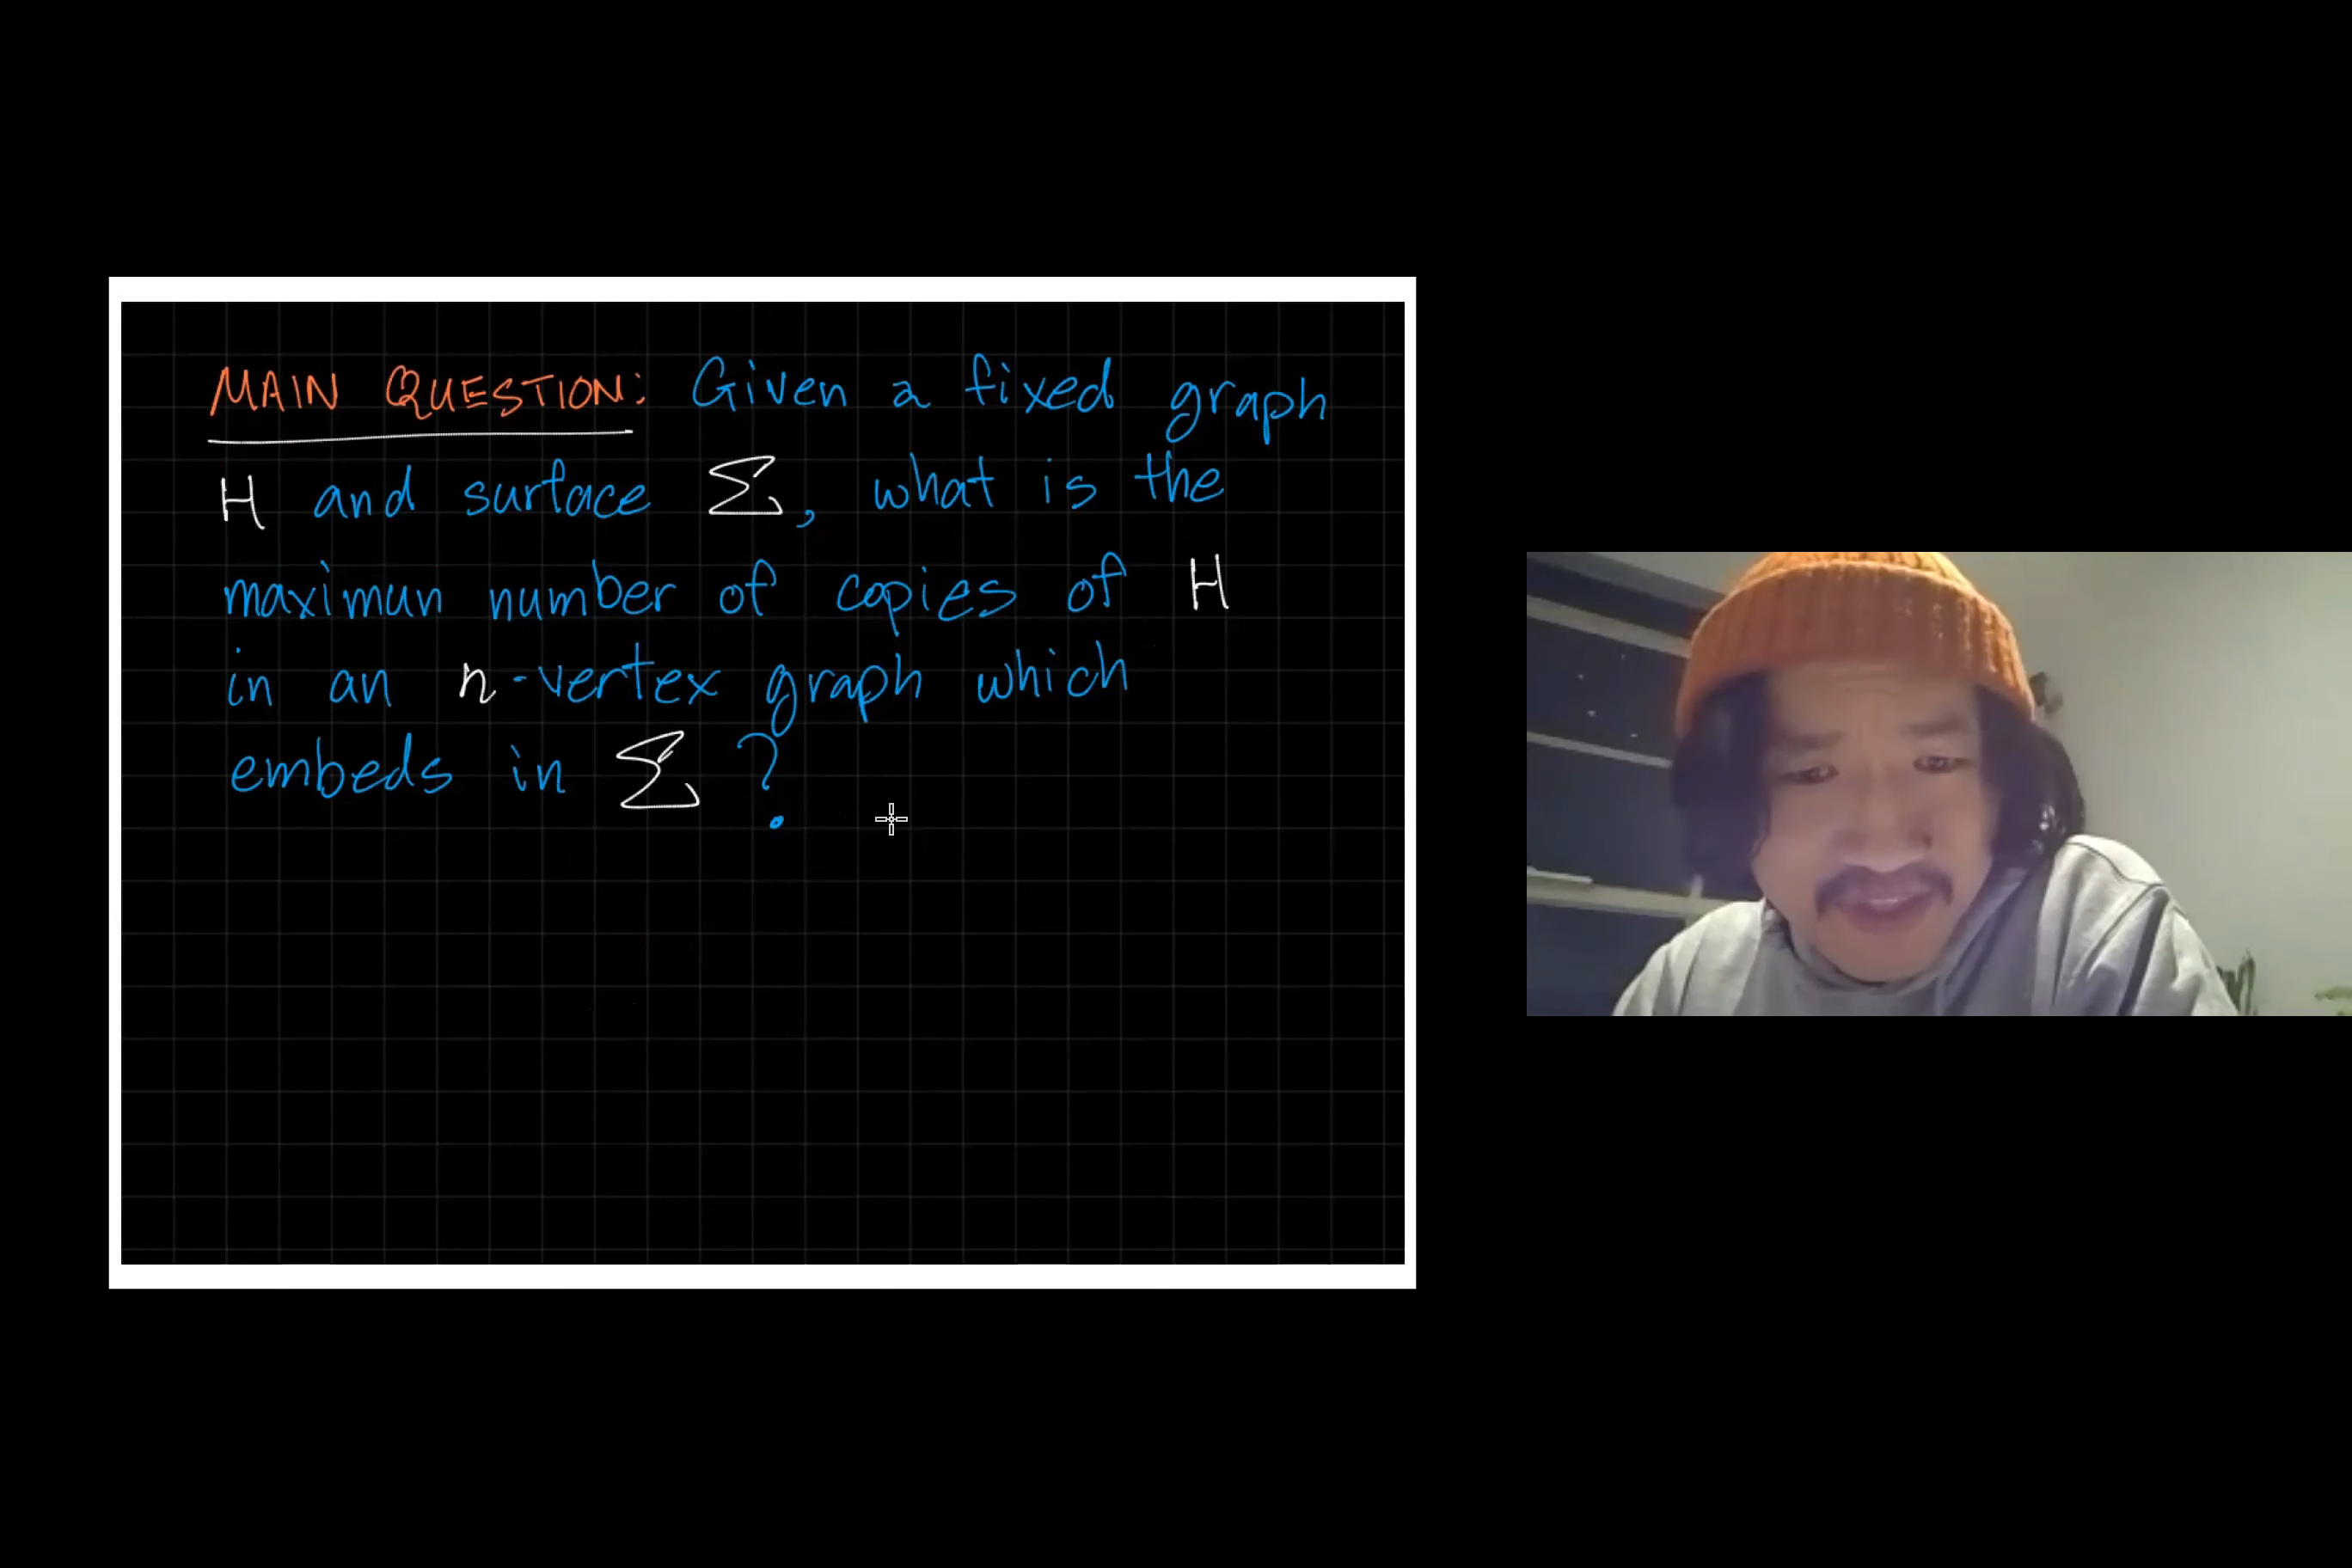 MAIN QUESTION: Given a fixed graph
H and surface Σ, what is the
maximun number of copies of H
in an n-vertex graph which
embeds in Σ ?